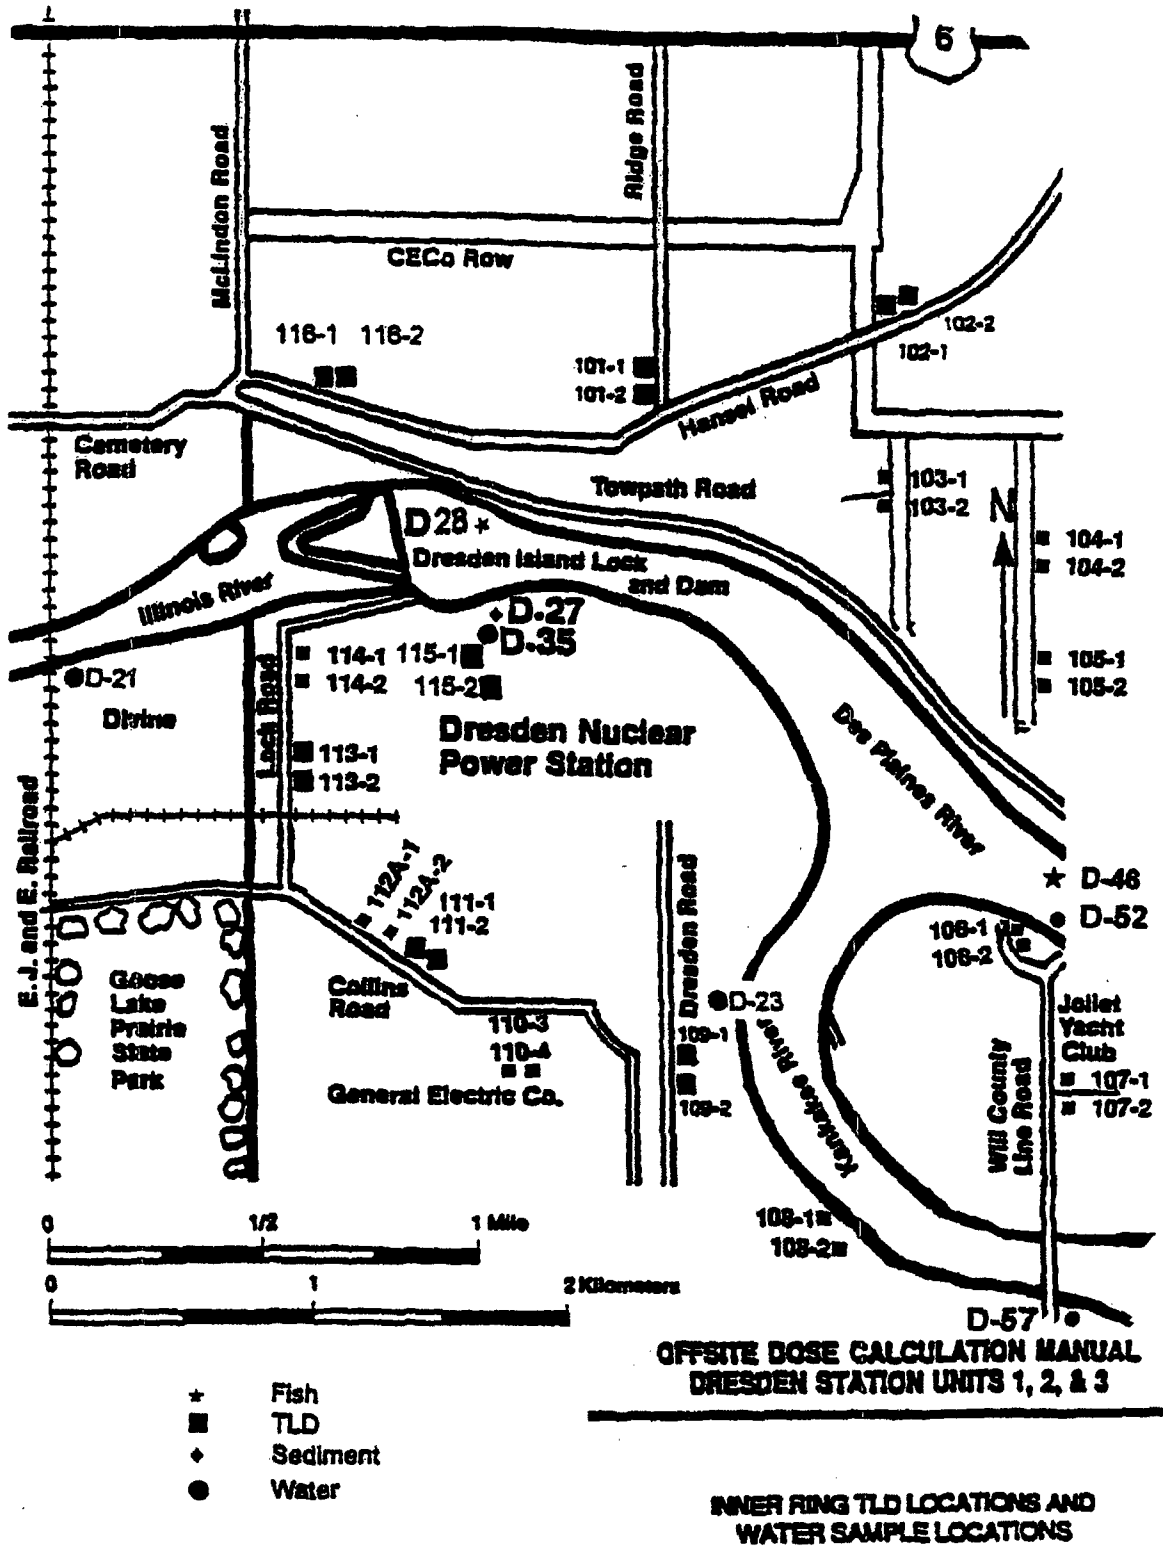 6
McLindon Road
Ridge Road
CECo Row
116-1 116-2
101-1
101-2
102-2
102-1
Hansel Road
Cemetery
Road
Towpath Road
103-1
103-2
N
104-1
104-2
D28
Dresden Island Lock
and Dam
Illinois River
D-27
D-35
114-1 115-1
114-2 115-2
105-1
105-2
D-21
Divine
Lock Road
Dresden Nuclear
Power Station
113-1
113-2
Des Plaines River
E. J. and E. Railroad
112A-1
112A-2
111-1
111-2
Dresden Road
D-46
D-52
106-1
106-2
Goose
Lake
Prairie
State
Park
Collins
Road
D-23
110-3
110-4
109-1
109-2
General Electric Co.
Kankakee River
Joliet
Yacht
Club
Will County
Line Road
107-1
107-2
108-1
108-2
0 1/2 1 Mile
0 1 2 Kilometers
D-57
OFFSITE DOSE CALCULATION MANUAL
DRESDEN STATION UNITS 1, 2, & 3
Fish
TLD
Sediment
Water
INNER RING TLD LOCATIONS AND
WATER SAMPLE LOCATIONS